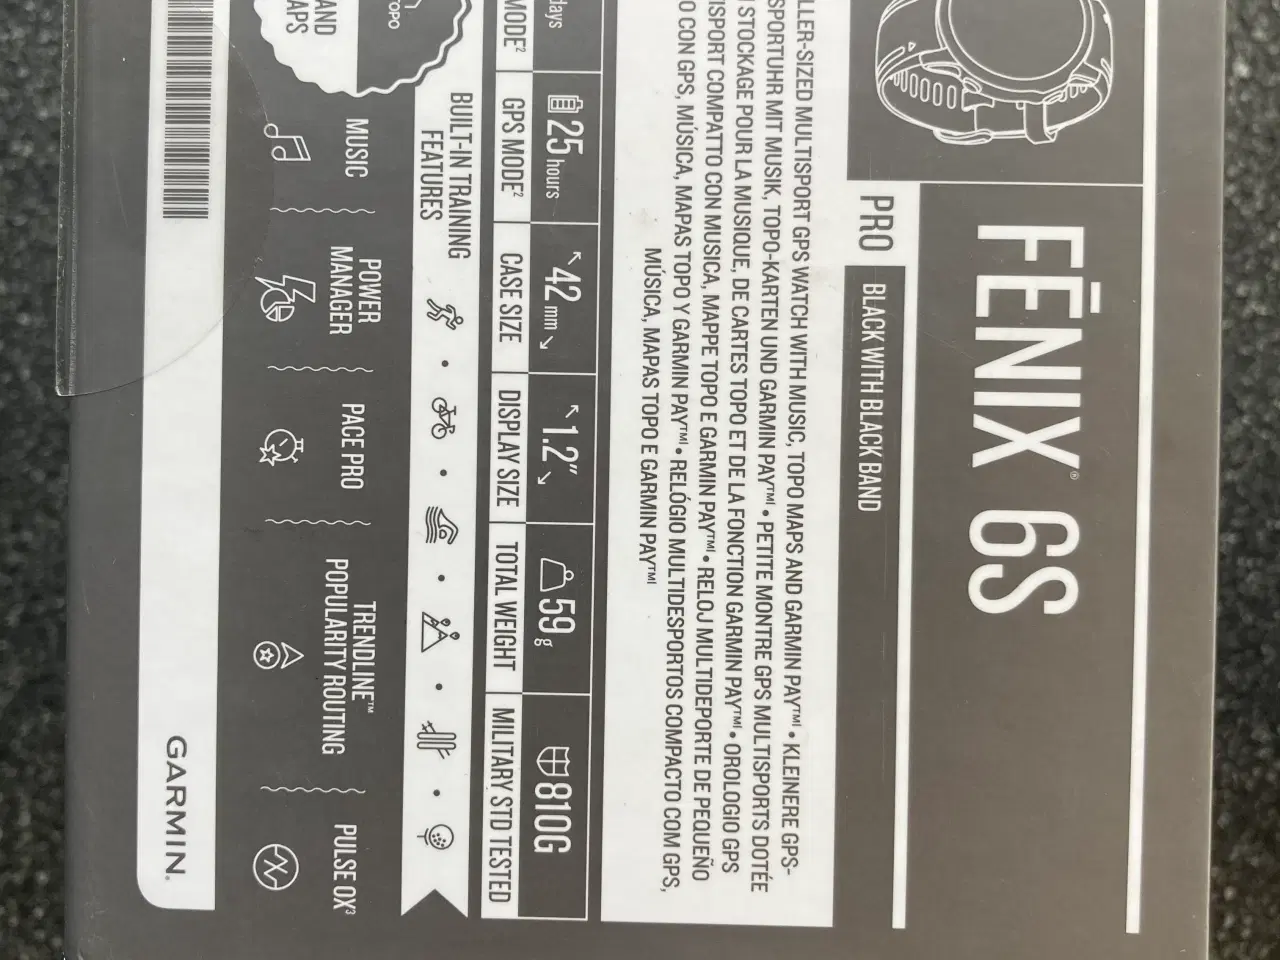 FĒNIX® 6S
PRO
BLACK WITH BLACK BAND
LLER-SIZED MULTISPORT GPS WATCH WITH MUSIC, TOPO MAPS AND GARMIN PAY™! • KLEINERE GPS-
SPORTUHR MIT MUSIK, TOPO-KARTEN UND GARMIN PAY™! • PETITE MONTRE GPS MULTISPORTS DOTÉE
STOCKAGE POUR LA MUSIQUE, DE CARTES TOPO ET DE LA FONCTION GARMIN PAY™! • OROLOGIO GPS
ISPORT COMPATTO CON MUSICA, MAPPE TOPO E GARMIN PAY™! • RELOJ MULTIDEPORTE DE PEQUEÑO
O CON GPS, MÚSICA, MAPAS TOPO Y GARMIN PAY™! • RELÓGIO MULTIDESPORTOS COMPACTO COM GPS,
MÚSICA, MAPAS TOPO E GARMIN PAY™!
days
MODE²
25 hours
GPS MODE²
42 mm
CASE SIZE
1.2"
DISPLAY SIZE
59 g
TOTAL WEIGHT
810G
MILITARY STD TESTED
BUILT-IN TRAINING
FEATURES
TOPO
AND
APS
MUSIC
POWER
MANAGER
PACE PRO
TRENDLINE™
POPULARITY ROUTING
PULSE OX³
GARMIN.